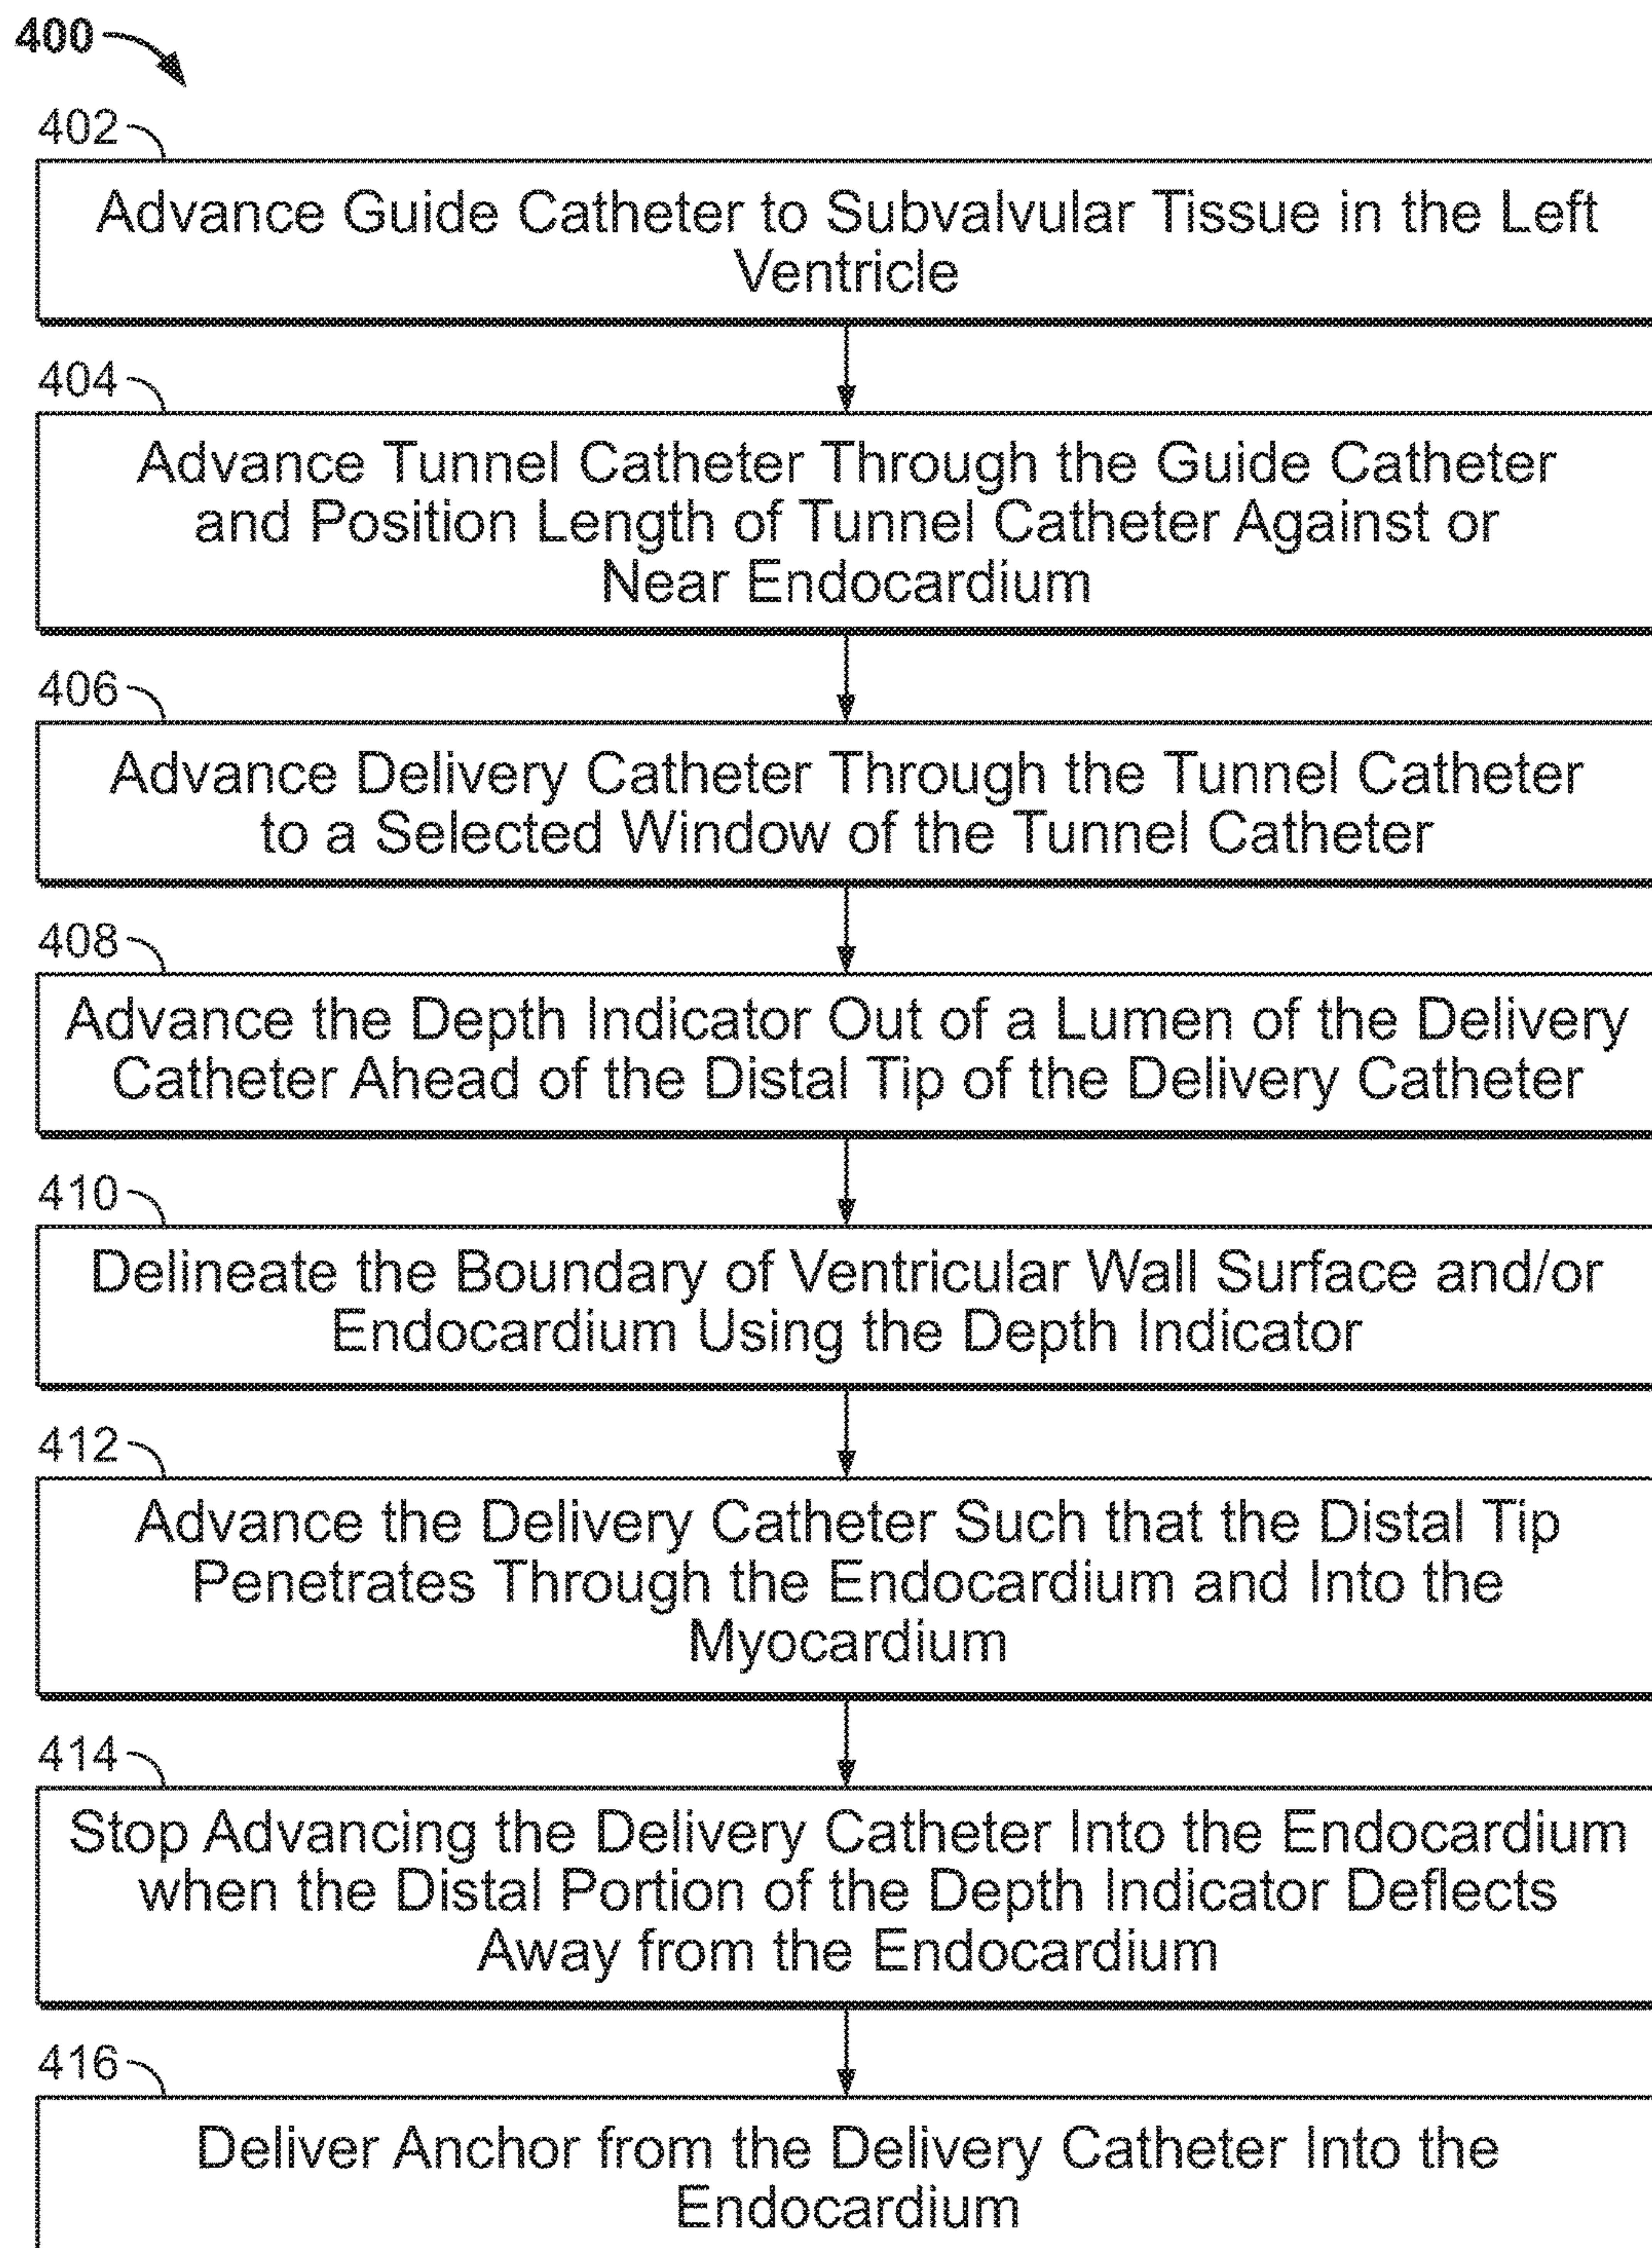 400
402
Advance Guide Catheter to Subvalvular Tissue in the Left
Ventricle
404
Advance Tunnel Catheter Through the Guide Catheter
and Position Length of Tunnel Catheter Against or
Near Endocardium
406
Advance Delivery Catheter Through the Tunnel Catheter
to a Selected Window of the Tunnel Catheter
408
Advance the Depth Indicator Out of a Lumen of the Delivery
Catheter Ahead of the Distal Tip of the Delivery Catheter
410
Delineate the Boundary of Ventricular Wall Surface and/or
Endocardium Using the Depth Indicator
412
Advance the Delivery Catheter Such that the Distal Tip
Penetrates Through the Endocardium and Into the
Myocardium
414
Stop Advancing the Delivery Catheter Into the Endocardium
when the Distal Portion of the Depth Indicator Deflects
Away from the Endocardium
416
Deliver Anchor from the Delivery Catheter Into the
Endocardium